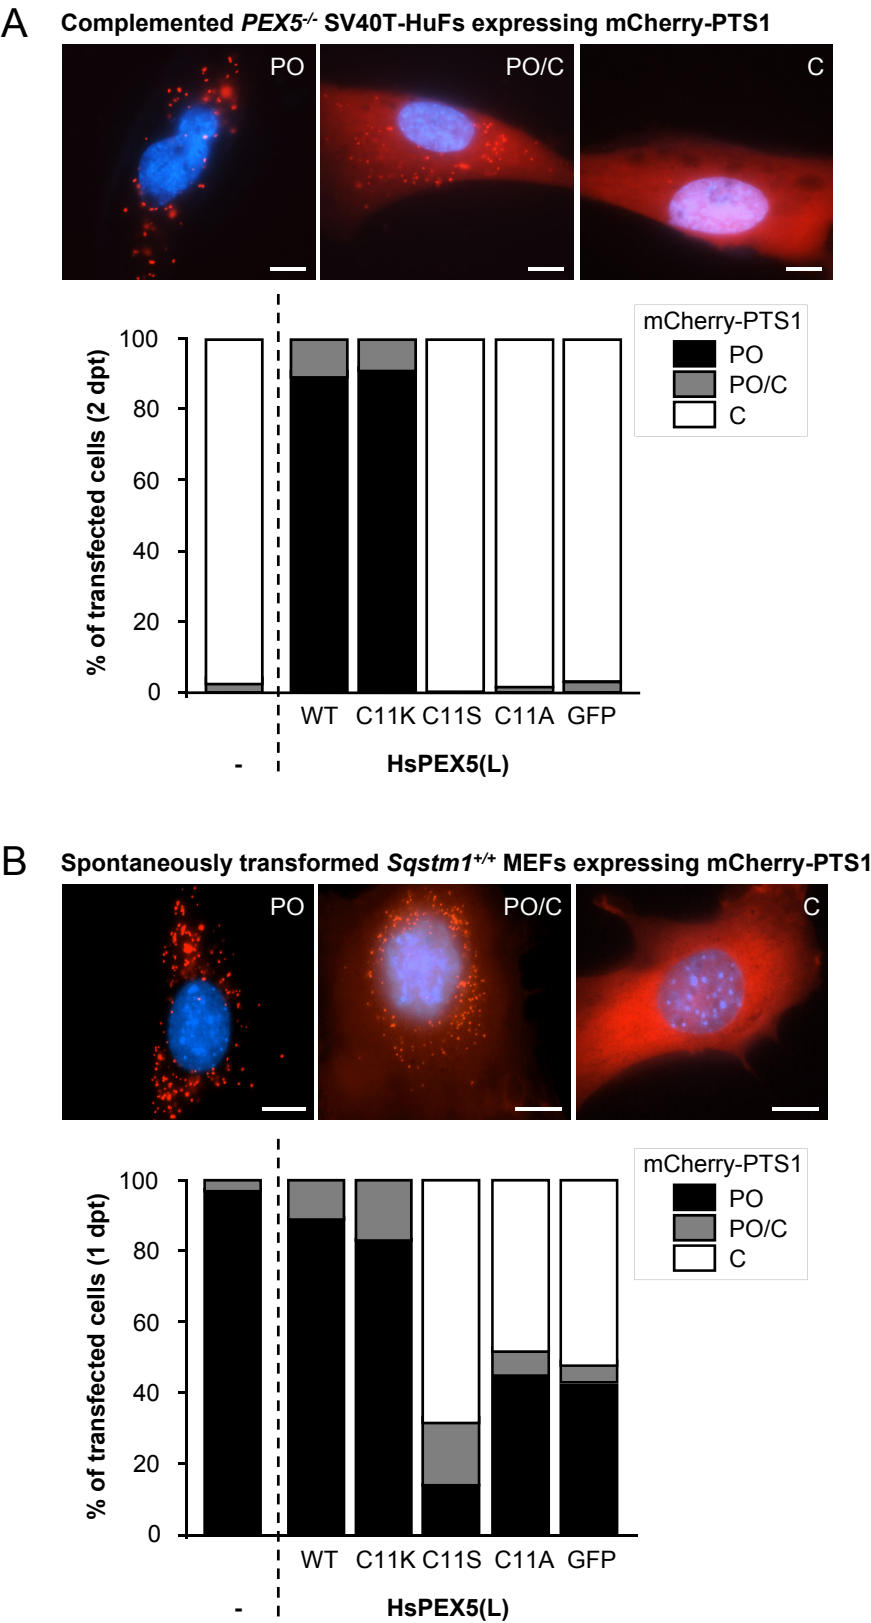 A
Complemented PEX5-/- SV40T-HuFs expressing mCherry-PTS1
PO
PO/C
C
mCherry-PTS1
PO
PO/C
C
% of transfected cells (2 dpt)
100
80
60
40
20
0
WT C11K C11S C11A GFP
- HsPEX5(L)
B
Spontaneously transformed Sqstm1+/+ MEFs expressing mCherry-PTS1
PO
PO/C
C
mCherry-PTS1
PO
PO/C
C
% of transfected cells (1 dpt)
100
80
60
40
20
0
WT C11K C11S C11A GFP
- HsPEX5(L)